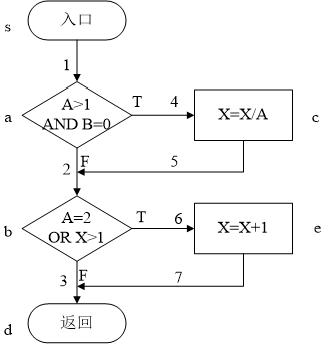 s
入口
1
a
A>1
AND B=0
T
4
X=X/A
c
2
F
5
b
A=2
OR X>1
T
6
X=X+1
e
3
F
7
d
返回